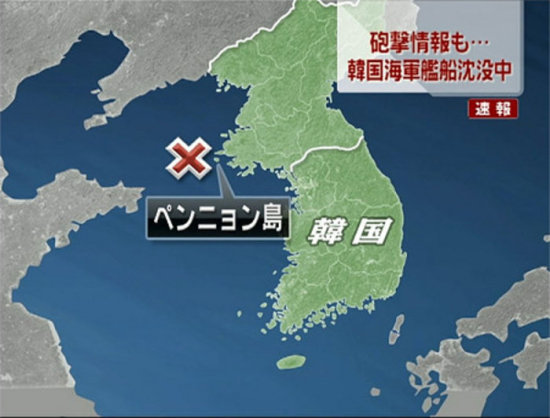 砲撃情報も…
韓国海軍艦船沈没中
速報
ペンニョン島
韓国